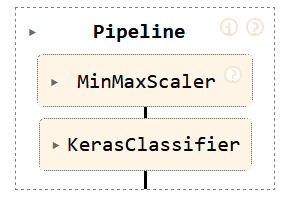 Pipeline i ?
MinMaxScaler ?
KerasClassifier